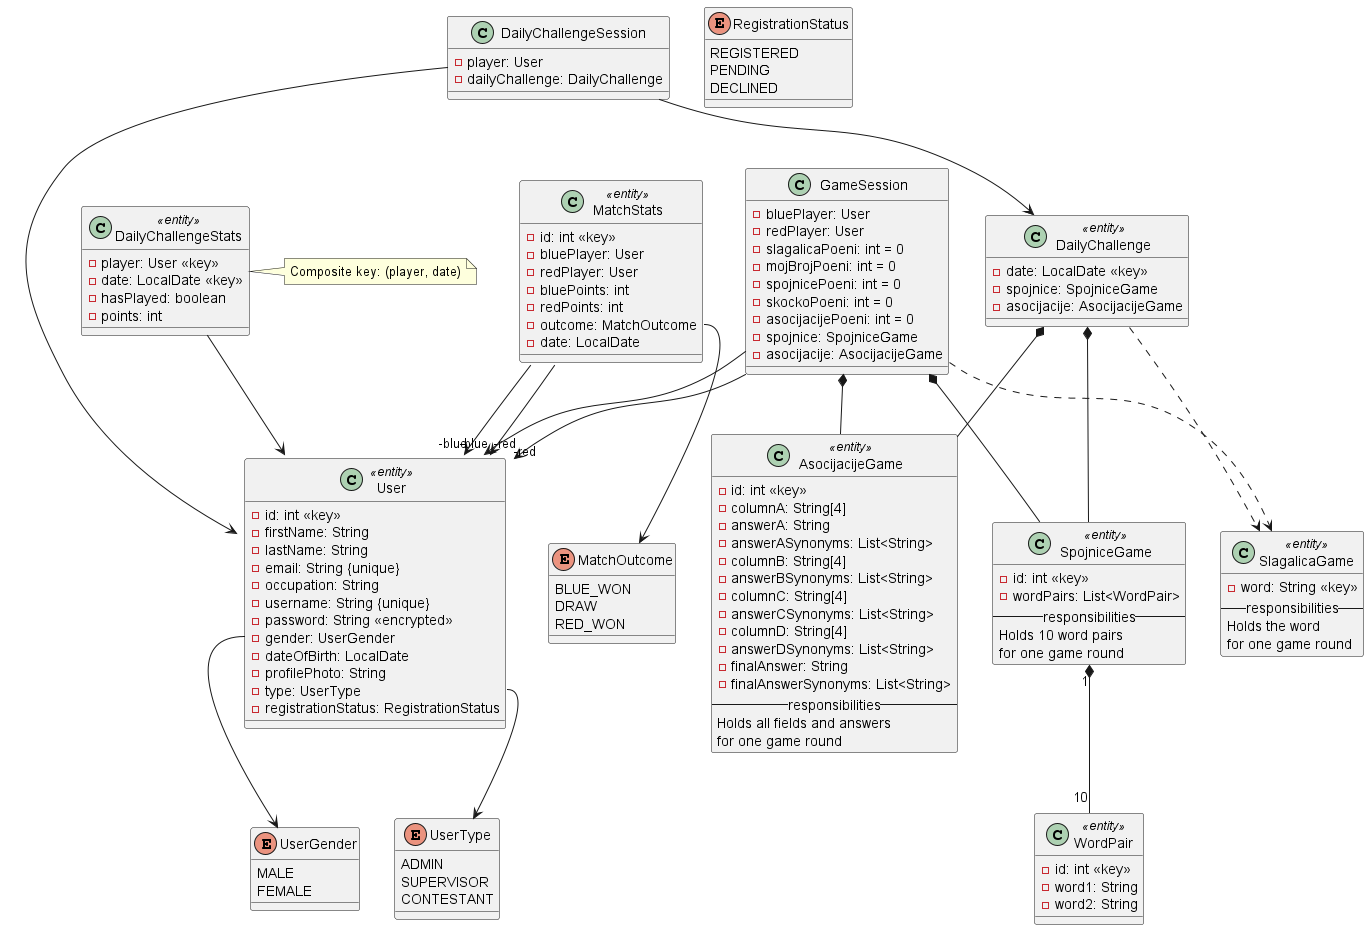 DailyChallengeSession
player: User
dailyChallenge: DailyChallenge
RegistrationStatus
REGISTERED
PENDING
DECLINED
«entity»
DailyChallengeStats
player: User «key»
date: LocalDate «key»
hasPlayed: boolean
points: int
Composite key: (player, date)
«entity»
MatchStats
id: int «key»
bluePlayer: User
redPlayer: User
bluePoints: int
redPoints: int
outcome: MatchOutcome
date: LocalDate
GameSession
bluePlayer: User
redPlayer: User
slagalicaPoeni: int = 0
mojBrojPoeni: int = 0
spojnicePoeni: int = 0
skockoPoeni: int = 0
asocijacijePoeni: int = 0
spojnice: SpojniceGame
asocijacije: AsocijacijeGame
«entity»
DailyChallenge
date: LocalDate «key»
spojnice: SpojniceGame
asocijacije: AsocijacijeGame
-blue
blue
-red
red
«entity»
User
id: int «key»
firstName: String
lastName: String
email: String {unique}
occupation: String
username: String {unique}
password: String «encrypted»
gender: UserGender
dateOfBirth: LocalDate
profilePhoto: String
type: UserType
registrationStatus: RegistrationStatus
MatchOutcome
BLUE_WON
DRAW
RED_WON
«entity»
AsocijacijeGame
id: int «key»
columnA: String[4]
answerA: String
answerASynonyms: List<String>
columnB: String[4]
answerBSynonyms: List<String>
columnC: String[4]
answerCSynonyms: List<String>
columnD: String[4]
answerDSynonyms: List<String>
finalAnswer: String
finalAnswerSynonyms: List<String>
responsibilities
Holds all fields and answers
for one game round
«entity»
SpojniceGame
id: int «key»
wordPairs: List<WordPair>
responsibilities
Holds 10 word pairs
for one game round
«entity»
SlagalicaGame
word: String «key»
responsibilities
Holds the word
for one game round
1
10
UserGender
MALE
FEMALE
UserType
ADMIN
SUPERVISOR
CONTESTANT
«entity»
WordPair
id: int «key»
word1: String
word2: String